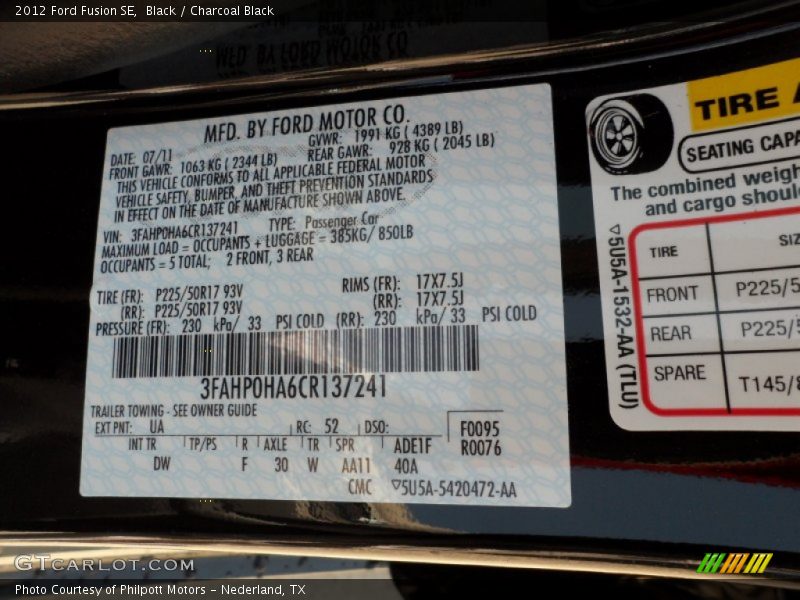 2012 Ford Fusion SE, Black / Charcoal Black
MFD. BY FORD MOTOR CO.
DATE: 07/11 GVWR: 1991 KG ( 4389 LB)
FRONT GAWR: 1063 KG ( 2344 LB) REAR GAWR: 928 KG ( 2045 LB)
THIS VEHICLE CONFORMS TO ALL APPLICABLE FEDERAL MOTOR
VEHICLE SAFETY, BUMPER, AND THEFT PREVENTION STANDARDS
IN EFFECT ON THE DATE OF MANUFACTURE SHOWN ABOVE.
VIN: 3FAHP0HA6CR137241 TYPE: Passenger Car
MAXIMUM LOAD = OCCUPANTS + LUGGAGE = 385KG/ 850LB
OCCUPANTS = 5 TOTAL; 2 FRONT, 3 REAR
TIRE (FR): P225/50R17 93V RIMS (FR): 17X7.5J
(RR): P225/50R17 93V (RR): 17X7.5J
PRESSURE (FR): 230 kPa/ 33 PSI COLD (RR): 230 kPa/ 33 PSI COLD
3FAHP0HA6CR137241
TRAILER TOWING - SEE OWNER GUIDE
EXT PNT: UA RC: 52 DSO: F0095
INT TR TP/PS R AXLE TR SPR ADE1F R0076
DW F 30 W AA11 40A
CMC ▽5U5A-5420472-AA
TIRE A
SEATING CAPA
The combined weigh
and cargo shoul
▽5U5A-1532-AA (TLU)
TIRE SIZ
FRONT P225/5
REAR P225/5
SPARE T145/8
GTCARLOT.COM
Photo Courtesy of Philpott Motors - Nederland, TX